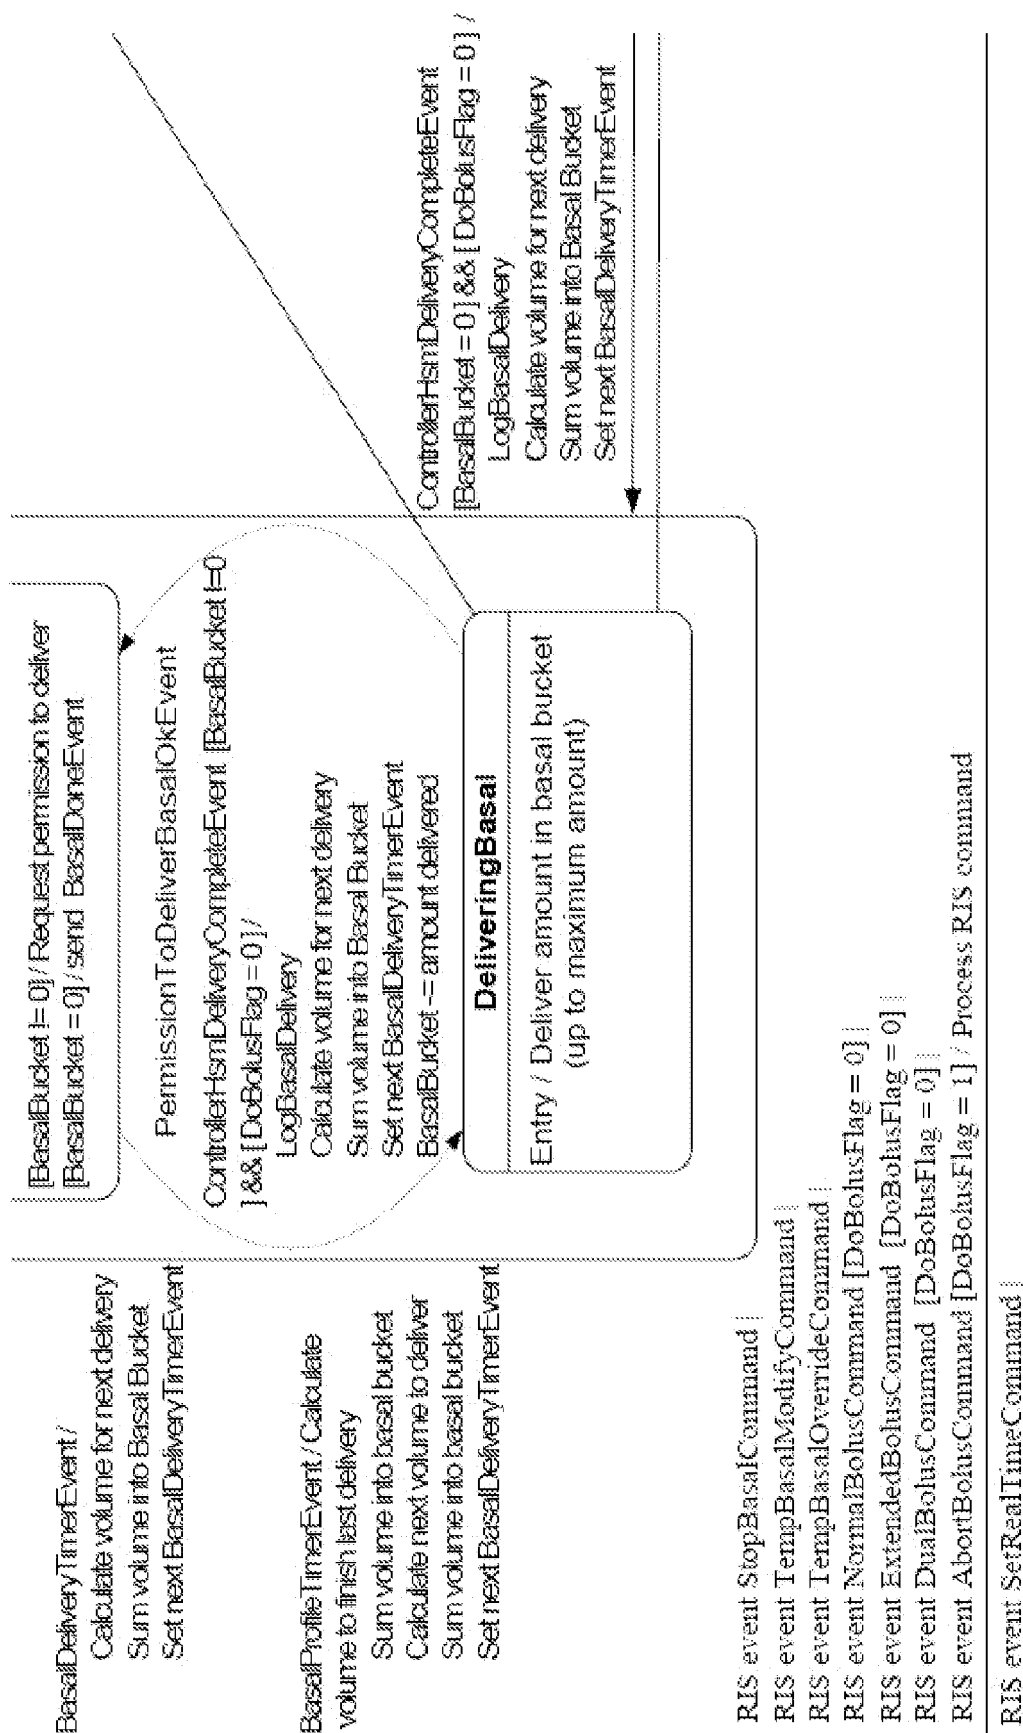 BasalDeliveryTimerEvent /
Calculate volume for next delivery
Sum volume into Basal Bucket
Set next BasalDeliveryTimerEvent
BasalProfileTimerEvent / Calculate
volume to finish last delivery
Sum volume into basal bucket
Calculate next volume to deliver
Sum volume into basal bucket
Set next BasalDeliveryTimerEvent
[BasalBucket != 0] / Request permission to deliver
[BasalBucket = 0] / send BasalDoneEvent
PermissionToDeliverBasalOkEvent
ControllerHsmDeliveryCompleteEvent [BasalBucket !=0
] && [ DoBolusFlag = 0 ] /
LogBasalDelivery
Calculate volume for next delivery
Sum volume into Basal Bucket
Set next BasalDeliveryTimerEvent
BasalBucket -= amount delivered
DeliveringBasal
Entry / Deliver amount in basal bucket
(up to maximum amount)
ControllerHsmDeliveryCompleteEvent
[BasalBucket = 0 ] && [ DoBolusFlag = 0 ] /
LogBasalDelivery
Calculate volume for next delivery
Sum volume into Basal Bucket
Set next BasalDeliveryTimerEvent
RIS event StopBasalCommand ||
RIS event TempBasalModifyCommand ||
RIS event TempBasalOverrideCommand ||
RIS event NormalBolusCommand [DoBolusFlag = 0] ||
RIS event ExtendedBolusCommand [DoBolusFlag = 0] ||
RIS event DualBolusCommand [DoBolusFlag = 0] ||
RIS event AbortBolusCommand [DoBolusFlag = 1] / Process RIS command
RIS event SetRealTimeCommand ||